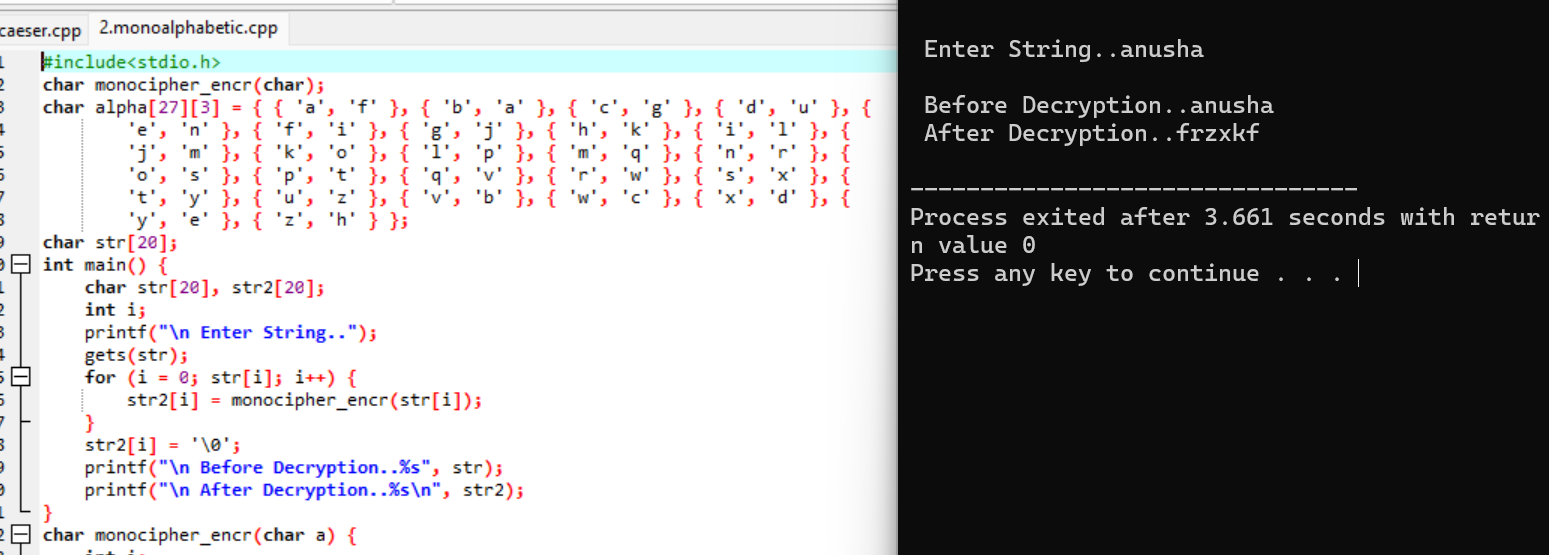 caeser.cpp 2.monoalphabetic.cpp
1 #include<stdio.h>
2 char monocipher_encr(char);
3 char alpha[27][3] = { { 'a', 'f' }, { 'b', 'a' }, { 'c', 'g' }, { 'd', 'u' }, {
4 'e', 'n' }, { 'f', 'i' }, { 'g', 'j' }, { 'h', 'k' }, { 'i', 'l' }, {
5 'j', 'm' }, { 'k', 'o' }, { 'l', 'p' }, { 'm', 'q' }, { 'n', 'r' }, {
6 'o', 's' }, { 'p', 't' }, { 'q', 'v' }, { 'r', 'w' }, { 's', 'x' }, {
7 't', 'y' }, { 'u', 'z' }, { 'v', 'b' }, { 'w', 'c' }, { 'x', 'd' }, {
8 'y', 'e' }, { 'z', 'h' } };
9 char str[20];
0 int main() {
1 char str[20], str2[20];
2 int i;
3 printf("\n Enter String..");
4 gets(str);
5 for (i = 0; str[i]; i++) {
6 str2[i] = monocipher_encr(str[i]);
7 }
8 str2[i] = '\0';
9 printf("\n Before Decryption..%s", str);
0 printf("\n After Decryption..%s\n", str2);
1 }
2 char monocipher_encr(char a) {
int i;
Enter String..anusha
Before Decryption..anusha
After Decryption..frzxkf
--------------------------------
Process exited after 3.661 seconds with retur
n value 0
Press any key to continue . . .